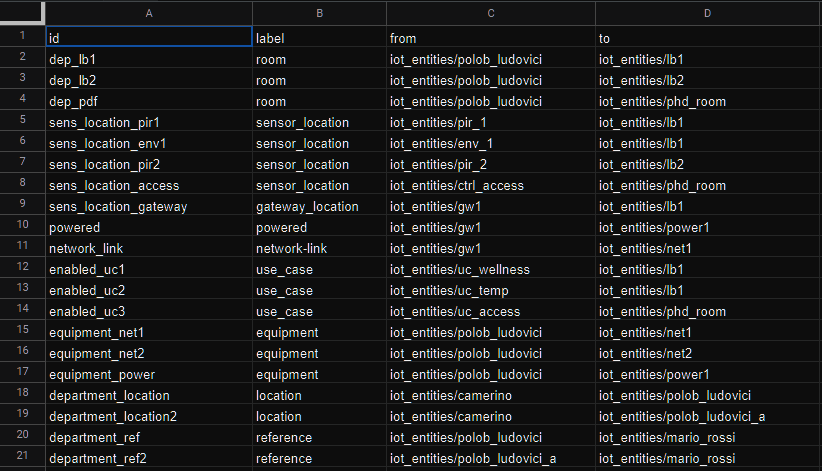 A B C D
1 id label from to
2 dep_lb1 room iot_entities/polob_ludovici iot_entities/lb1
3 dep_lb2 room iot_entities/polob_ludovici iot_entities/lb2
4 dep_pdf room iot_entities/polob_ludovici iot_entities/phd_room
5 sens_location_pir1 sensor_location iot_entities/pir_1 iot_entities/lb1
6 sens_location_env1 sensor_location iot_entities/env_1 iot_entities/lb1
7 sens_location_pir2 sensor_location iot_entities/pir_2 iot_entities/lb2
8 sens_location_access sensor_location iot_entities/ctrl_access iot_entities/phd_room
9 sens_location_gateway gateway_location iot_entities/gw1 iot_entities/lb1
10 powered powered iot_entities/gw1 iot_entities/power1
11 network_link network-link iot_entities/gw1 iot_entities/net1
12 enabled_uc1 use_case iot_entities/uc_wellness iot_entities/lb1
13 enabled_uc2 use_case iot_entities/uc_temp iot_entities/lb1
14 enabled_uc3 use_case iot_entities/uc_access iot_entities/phd_room
15 equipment_net1 equipment iot_entities/polob_ludovici iot_entities/net1
16 equipment_net2 equipment iot_entities/polob_ludovici iot_entities/net2
17 equipment_power equipment iot_entities/polob_ludovici iot_entities/power1
18 department_location location iot_entities/camerino iot_entities/polob_ludovici
19 department_location2 location iot_entities/camerino iot_entities/polob_ludovici_a
20 department_ref reference iot_entities/polob_ludovici iot_entities/mario_rossi
21 department_ref2 reference iot_entities/polob_ludovici_a iot_entities/mario_rossi